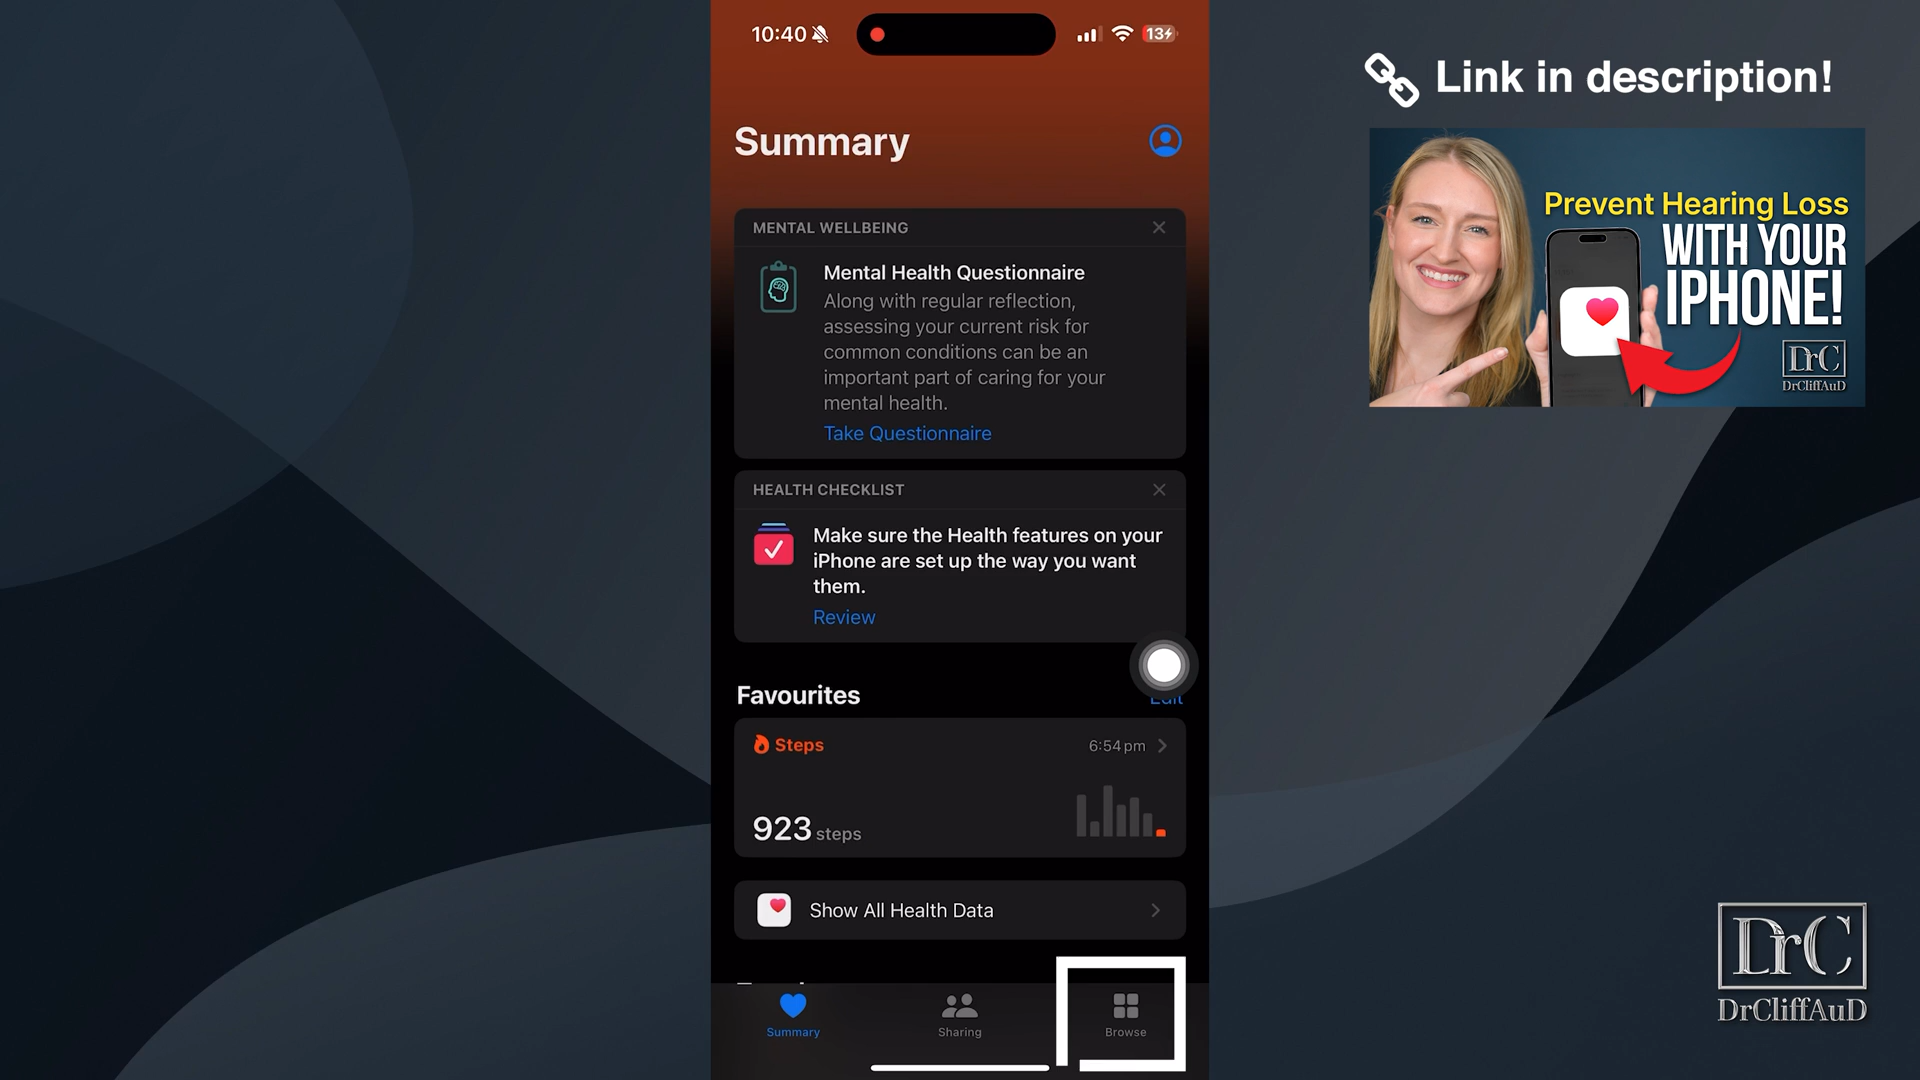 10:40
13
Link in description!
Prevent Hearing Loss
WITH YOUR
IPHONE!
DrC
DrCliffAuD
Summary
MENTAL WELLBEING
Mental Health Questionnaire
Along with regular reflection,
assessing your current risk for
common conditions can be an
important part of caring for your
mental health.
Take Questionnaire
HEALTH CHECKLIST
Make sure the Health features on your
iPhone are set up the way you want
them.
Review
Favourites
Edit
Steps
6:54 pm
923 steps
Show All Health Data
Summary
Sharing
Browse
DrC
DrCliffAuD